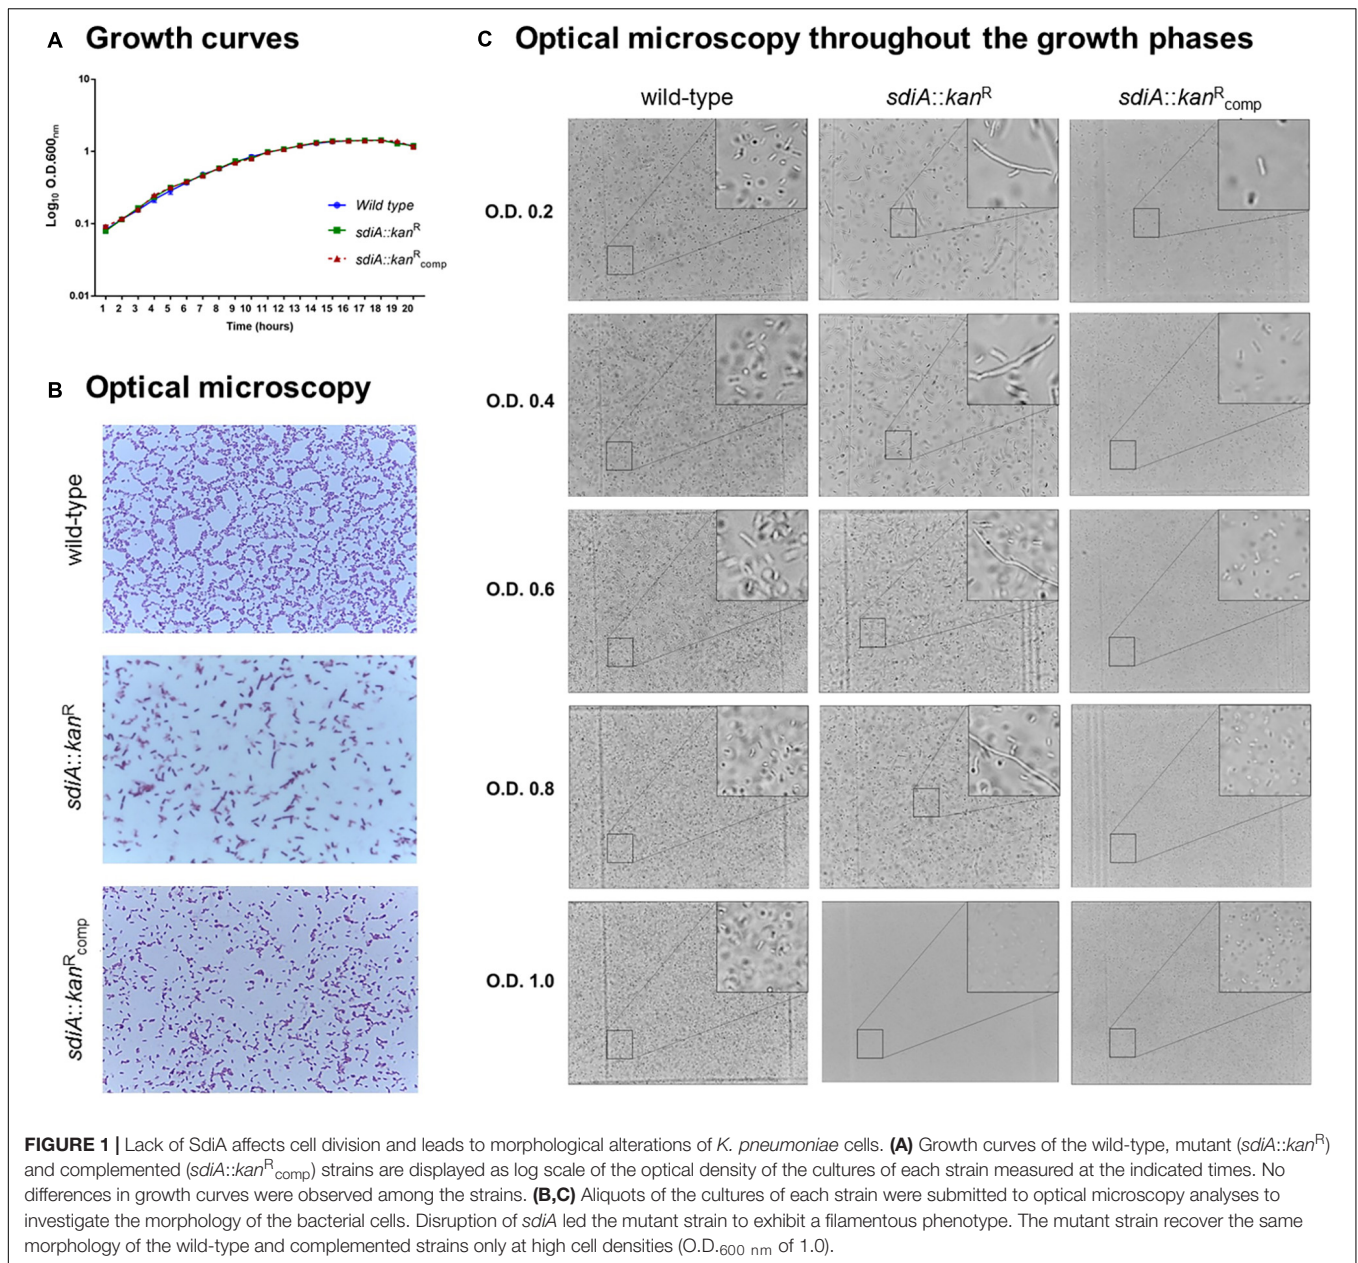 A Growth curves
10
1
0.1
0.01
Log10 O.D.600nm
Wild type
sdiA::kanR
sdiA::kanRcomp
1 2 3 4 5 6 7 8 9 10 11 12 13 14 15 16 17 18 19 20
Time (hours)
B Optical microscopy
wild-type
sdiA::kanR
sdiA::kanRcomp
C Optical microscopy throughout the growth phases
wild-type sdiA::kanR sdiA::kanRcomp
O.D. 0.2
O.D. 0.4
O.D. 0.6
O.D. 0.8
O.D. 1.0
FIGURE 1 | Lack of SdiA affects cell division and leads to morphological alterations of K. pneumoniae cells. (A) Growth curves of the wild-type, mutant (sdiA::kanR)
and complemented (sdiA::kanRcomp) strains are displayed as log scale of the optical density of the cultures of each strain measured at the indicated times. No
differences in growth curves were observed among the strains. (B,C) Aliquots of the cultures of each strain were submitted to optical microscopy analyses to
investigate the morphology of the bacterial cells. Disruption of sdiA led the mutant strain to exhibit a filamentous phenotype. The mutant strain recover the same
morphology of the wild-type and complemented strains only at high cell densities (O.D.600 nm of 1.0).